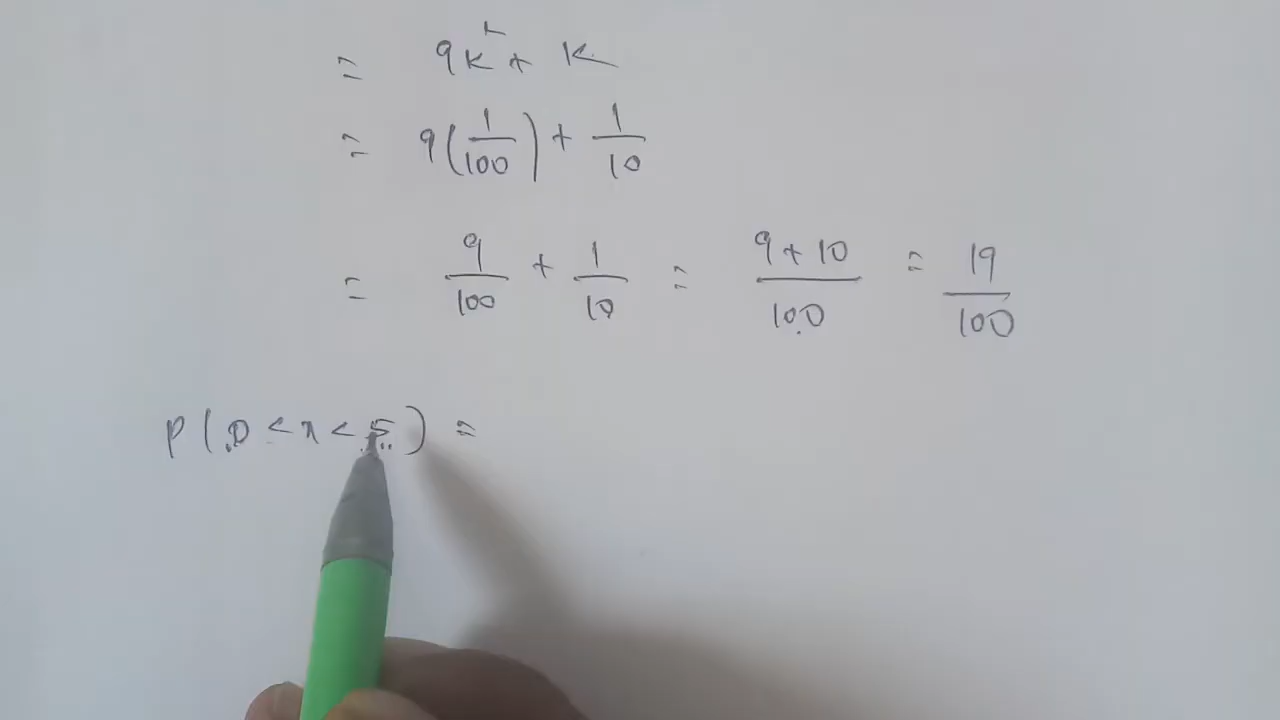 = 9k² + k
= 9(1/100) + 1/10
= 9/100 + 1/10 = 9+10/100 = 19/100
P(0 < x < 5) =